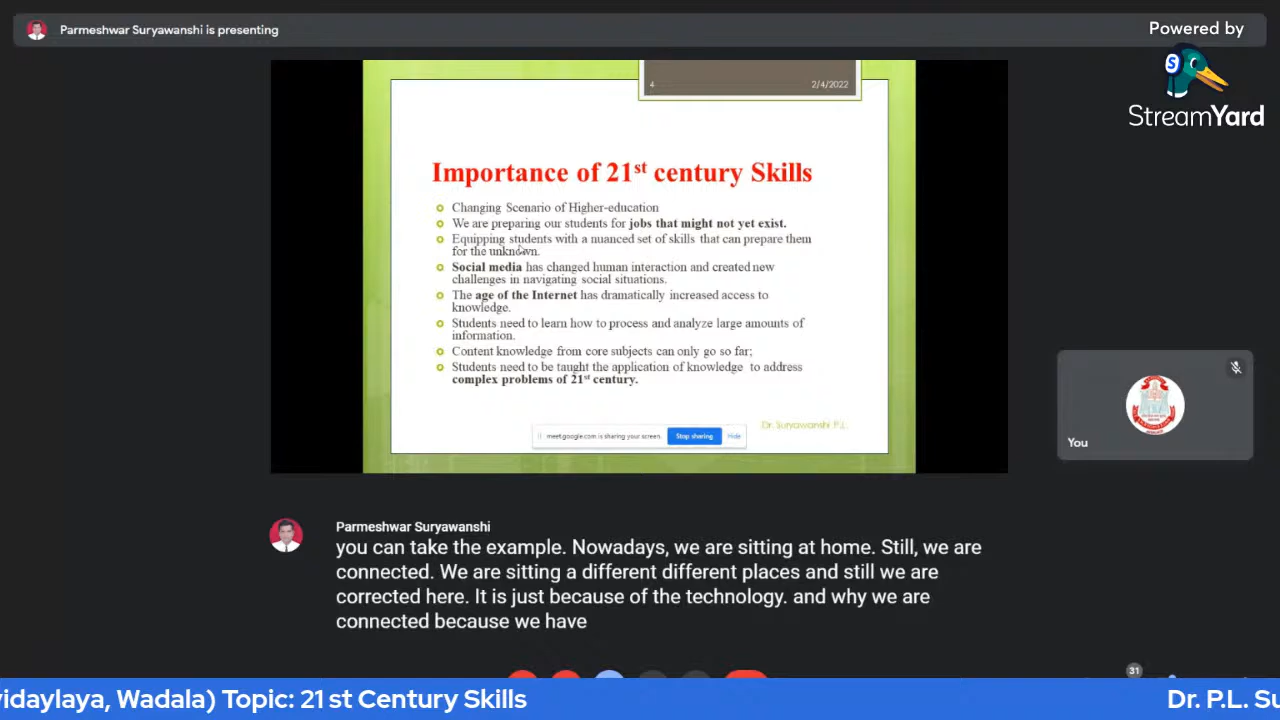 Parmeshwar Suryawanshi is presenting
Powered by
StreamYard
4
2/4/2022
Importance of 21st century Skills
Changing Scenario of Higher-education
We are preparing our students for jobs that might not yet exist.
Equipping students with a nuanced set of skills that can prepare them
for the unknown.
Social media has changed human interaction and created new
challenges in navigating social situations.
The age of the Internet has dramatically increased access to
knowledge.
Students need to learn how to process and analyze large amounts of
information.
Content knowledge from core subjects can only go so far;
Students need to be taught the application of knowledge to address
complex problems of 21st century.
Dr. Suryawanshi P.L.
meet.google.com is sharing your screen.
Stop sharing
Hide
You
Parmeshwar Suryawanshi
you can take the example. Nowadays, we are sitting at home. Still, we are
connected. We are sitting a different different places and still we are
corrected here. It is just because of the technology. and why we are
connected because we have
31
vidaylaya, Wadala) Topic: 21 st Century Skills
Dr. P.L. Su